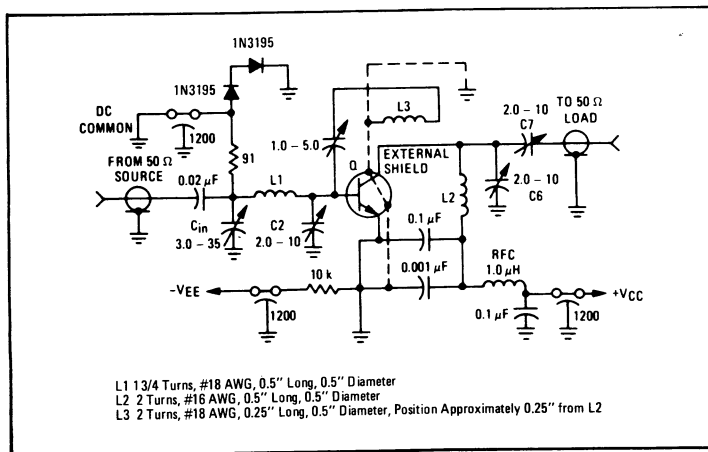 1N3195
1N3195
DC
COMMON
1200
FROM 50 Ω
SOURCE
91
0.02 μF
L1
Cin
3.0 – 35
C2
2.0 – 10
1.0 – 5.0
L3
Q
EXTERNAL
SHIELD
2.0 – 10
C7
TO 50 Ω
LOAD
2.0 – 10
C6
L2
0.1 μF
0.001 μF
RFC
1.0 μH
–VEE
10 k
1200
0.1 μF
+VCC
1200
L1 1 3/4 Turns, #18 AWG, 0.5" Long, 0.5" Diameter
L2 2 Turns, #16 AWG, 0.5" Long, 0.5" Diameter
L3 2 Turns, #18 AWG, 0.25" Long, 0.5" Diameter, Position Approximately 0.25" from L2